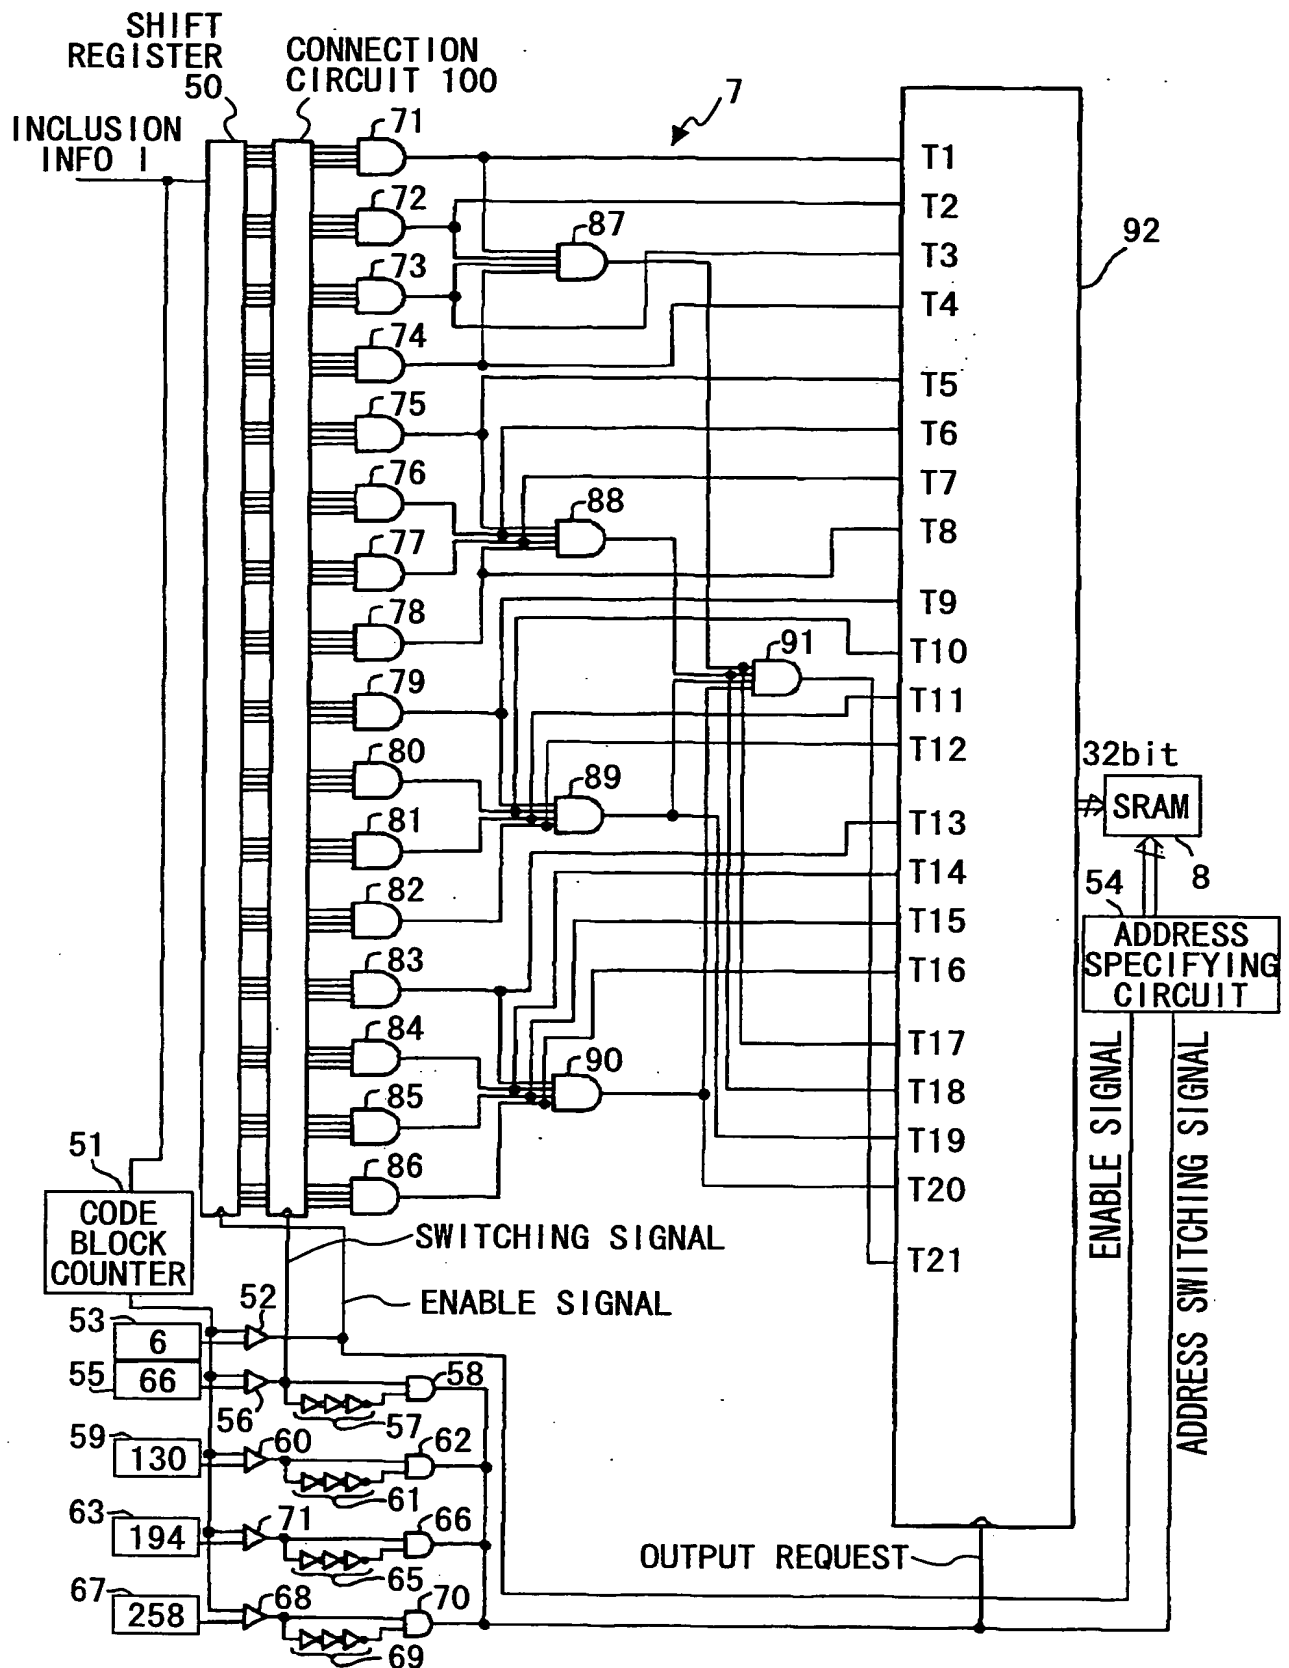 SHIFT
REGISTER
50
CONNECTION
CIRCUIT 100
INCLUSION
INFO I
7
71
72
73
74
75
76
77
78
79
80
81
82
83
84
85
86
87
88
89
90
91
92
T1
T2
T3
T4
T5
T6
T7
T8
T9
T10
T11
T12
T13
T14
T15
T16
T17
T18
T19
T20
T21
32bit
SRAM
8
54
ADDRESS
SPECIFYING
CIRCUIT
ENABLE SIGNAL
ADDRESS SWITCHING SIGNAL
51
CODE
BLOCK
COUNTER
SWITCHING SIGNAL
ENABLE SIGNAL
53
6
52
55
66
56
57
58
59
130
60
61
62
63
194
71
65
66
67
258
68
69
70
OUTPUT REQUEST